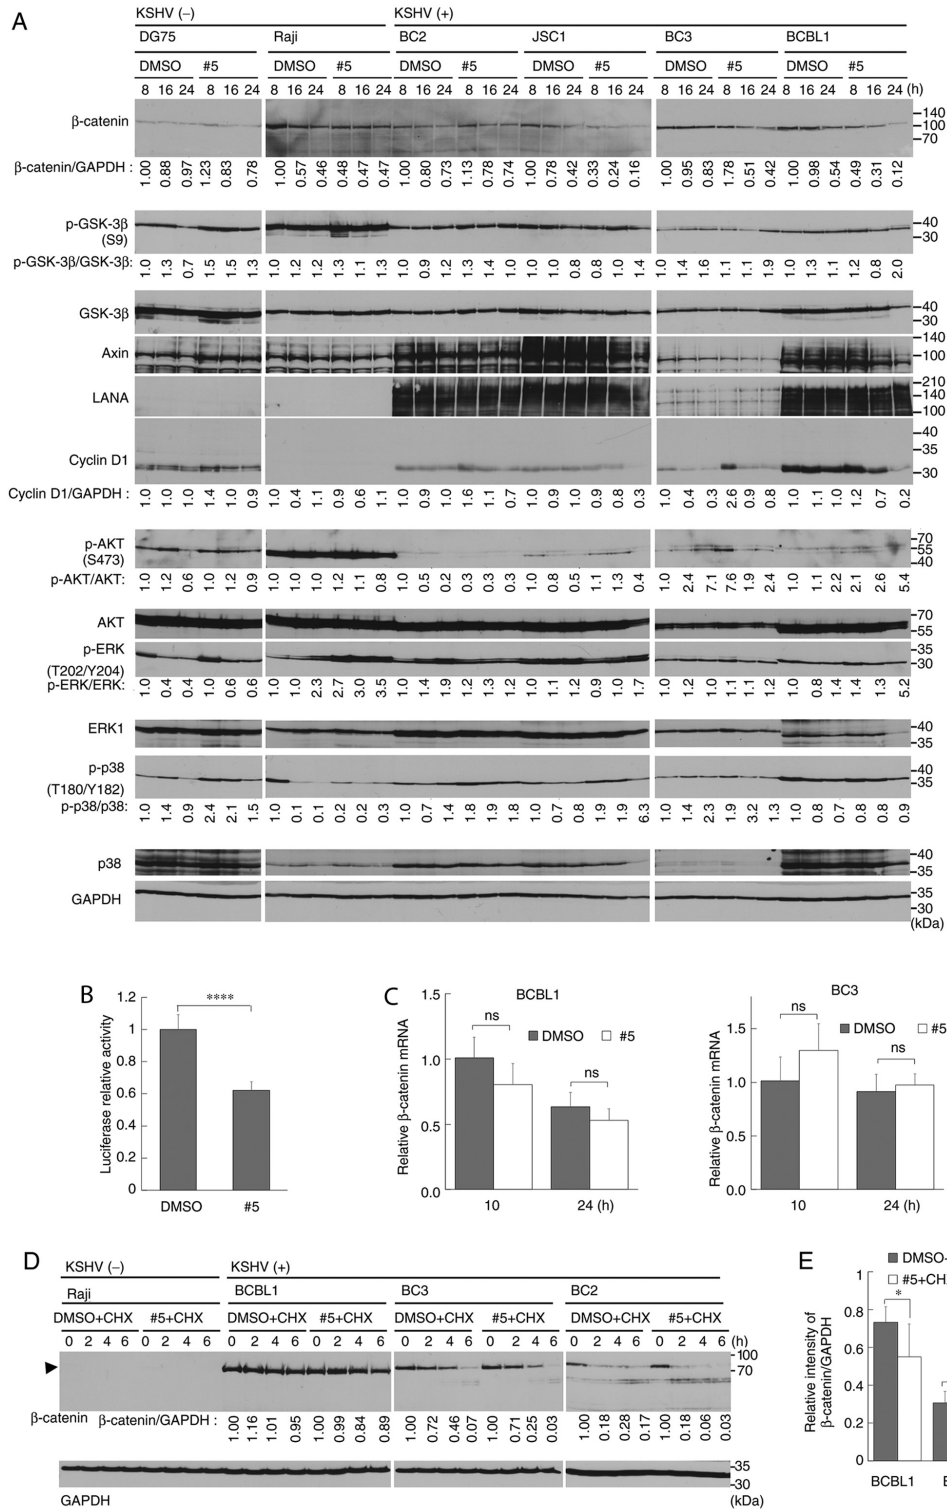 A
KSHV (−) KSHV (+)
DG75 Raji BC2 JSC1 BC3 BCBL1
DMSO #5 DMSO #5 DMSO #5 DMSO #5 DMSO #5 DMSO #5
8 16 24 8 16 24 8 16 24 8 16 24 8 16 24 8 16 24 8 16 24 8 16 24 8 16 24 8 16 24 8 16 24 8 16 24 (h)
β-catenin
140
100
70
β-catenin/GAPDH : 1.00 0.88 0.97 1.23 0.83 0.78 1.00 0.57 0.46 0.48 0.47 0.47 1.00 0.80 0.73 1.13 0.78 0.74 1.00 0.78 0.42 0.33 0.24 0.16 1.00 0.95 0.83 1.78 0.51 0.42 1.00 0.98 0.54 0.49 0.31 0.12
p-GSK-3β
(S9)
40
30
p-GSK-3β/GSK-3β: 1.0 1.3 0.7 1.5 1.5 1.3 1.0 1.2 1.2 1.3 1.1 1.3 1.0 0.9 1.2 1.3 1.4 1.0 1.0 1.0 0.8 0.8 1.0 1.4 1.0 1.4 1.6 1.1 1.1 1.9 1.0 1.3 1.1 1.2 0.8 2.0
GSK-3β
40
30
Axin
140
100
LANA
210
140
100
Cyclin D1
40
35
30
Cyclin D1/GAPDH : 1.0 1.0 1.0 1.4 1.0 0.9 1.0 0.4 1.1 0.9 0.6 1.1 1.0 0.9 1.0 1.6 1.1 0.7 1.0 0.9 1.0 0.9 0.8 0.3 1.0 0.4 0.3 2.6 0.9 0.8 1.0 1.1 1.0 1.2 0.7 0.2
p-AKT
(S473)
70
55
40
p-AKT/AKT: 1.0 1.2 0.6 1.0 1.2 0.9 1.0 1.0 1.0 1.2 1.1 0.8 1.0 0.5 0.2 0.3 0.3 0.3 1.0 0.8 0.5 1.1 1.3 0.4 1.0 2.4 7.1 7.6 1.9 2.4 1.0 1.1 2.2 2.1 2.6 5.4
AKT
70
55
p-ERK
(T202/Y204)
35
30
p-ERK/ERK: 1.0 0.4 0.4 1.0 0.6 0.6 1.0 1.0 2.3 2.7 3.0 3.5 1.0 1.4 1.9 1.2 1.3 1.2 1.0 1.1 1.2 0.9 1.0 1.7 1.0 1.2 1.0 1.1 1.1 1.2 1.0 0.8 1.4 1.4 1.3 5.2
ERK1
40
35
p-p38
(T180/Y182)
40
35
p-p38/p38: 1.0 1.4 0.9 2.4 2.1 1.5 1.0 0.1 0.1 0.2 0.2 0.3 1.0 0.7 1.4 1.8 1.9 1.9 1.0 0.7 0.8 1.9 1.9 6.3 1.0 1.4 2.3 1.9 3.2 1.3 1.0 0.8 0.7 0.8 0.8 0.9
p38
40
35
GAPDH
35
30
(kDa)
B
Luciferase relative activity
1.2
1
0.8
0.6
0.4
0.2
0
****
DMSO #5
C
BCBL1
Relative β-catenin mRNA
1.5
1.0
0.5
0.0
ns
ns
DMSO #5
10 24 (h)
BC3
Relative β-catenin mRNA
1.5
1.0
0.5
0.0
ns
ns
DMSO #5
10 24 (h)
D
KSHV (−) KSHV (+)
Raji BCBL1 BC3 BC2
DMSO+CHX #5+CHX DMSO+CHX #5+CHX DMSO+CHX #5+CHX DMSO+CHX #5+CHX
0 2 4 6 0 2 4 6 0 2 4 6 0 2 4 6 0 2 4 6 0 2 4 6 0 2 4 6 0 2 4 6 (h)
100
70
β-catenin β-catenin/GAPDH : 1.00 1.16 1.01 0.95 1.00 0.99 0.84 0.89 1.00 0.72 0.46 0.07 1.00 0.71 0.25 0.03 1.00 0.18 0.28 0.17 1.00 0.18 0.06 0.03
35
30
GAPDH (kDa)
E
DMSO-
#5+CHX
Relative intensity of
β-catenin/GAPDH
1
0.8
0.6
0.4
0.2
0
*
BCBL1